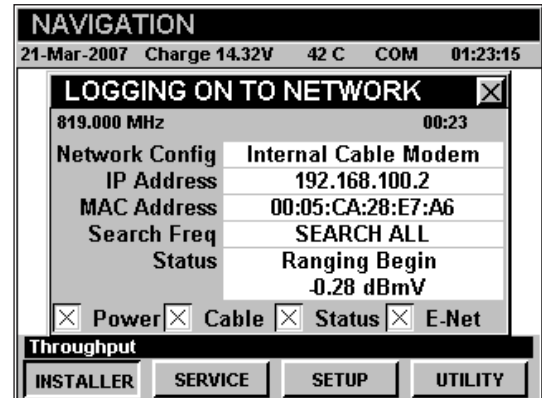 NAVIGATION
21-Mar-2007 Charge 14.32V 42 C COM 01:23:15
LOGGING ON TO NETWORK
819.000 MHz 00:23
Network Config Internal Cable Modem
IP Address 192.168.100.2
MAC Address 00:05:CA:28:E7:A6
Search Freq SEARCH ALL
Status Ranging Begin
-0.28 dBmV
Power Cable Status E-Net
Throughput
INSTALLER SERVICE SETUP UTILITY